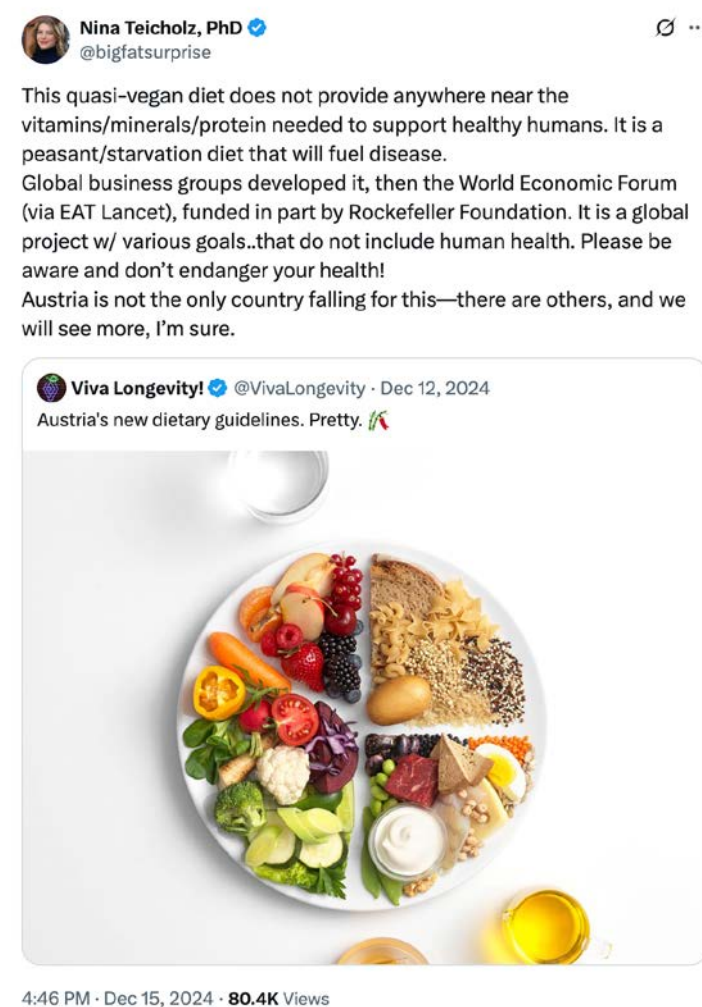 Nina Teicholz, PhD
@bigfatsurprise
This quasi-vegan diet does not provide anywhere near the
vitamins/minerals/protein needed to support healthy humans. It is a
peasant/starvation diet that will fuel disease.
Global business groups developed it, then the World Economic Forum
(via EAT Lancet), funded in part by Rockefeller Foundation. It is a global
project w/ various goals..that do not include human health. Please be
aware and don’t endanger your health!
Austria is not the only country falling for this—there are others, and we
will see more, I’m sure.
Viva Longevity! @VivaLongevity · Dec 12, 2024
Austria's new dietary guidelines. Pretty.
4:46 PM · Dec 15, 2024 · 80.4K Views